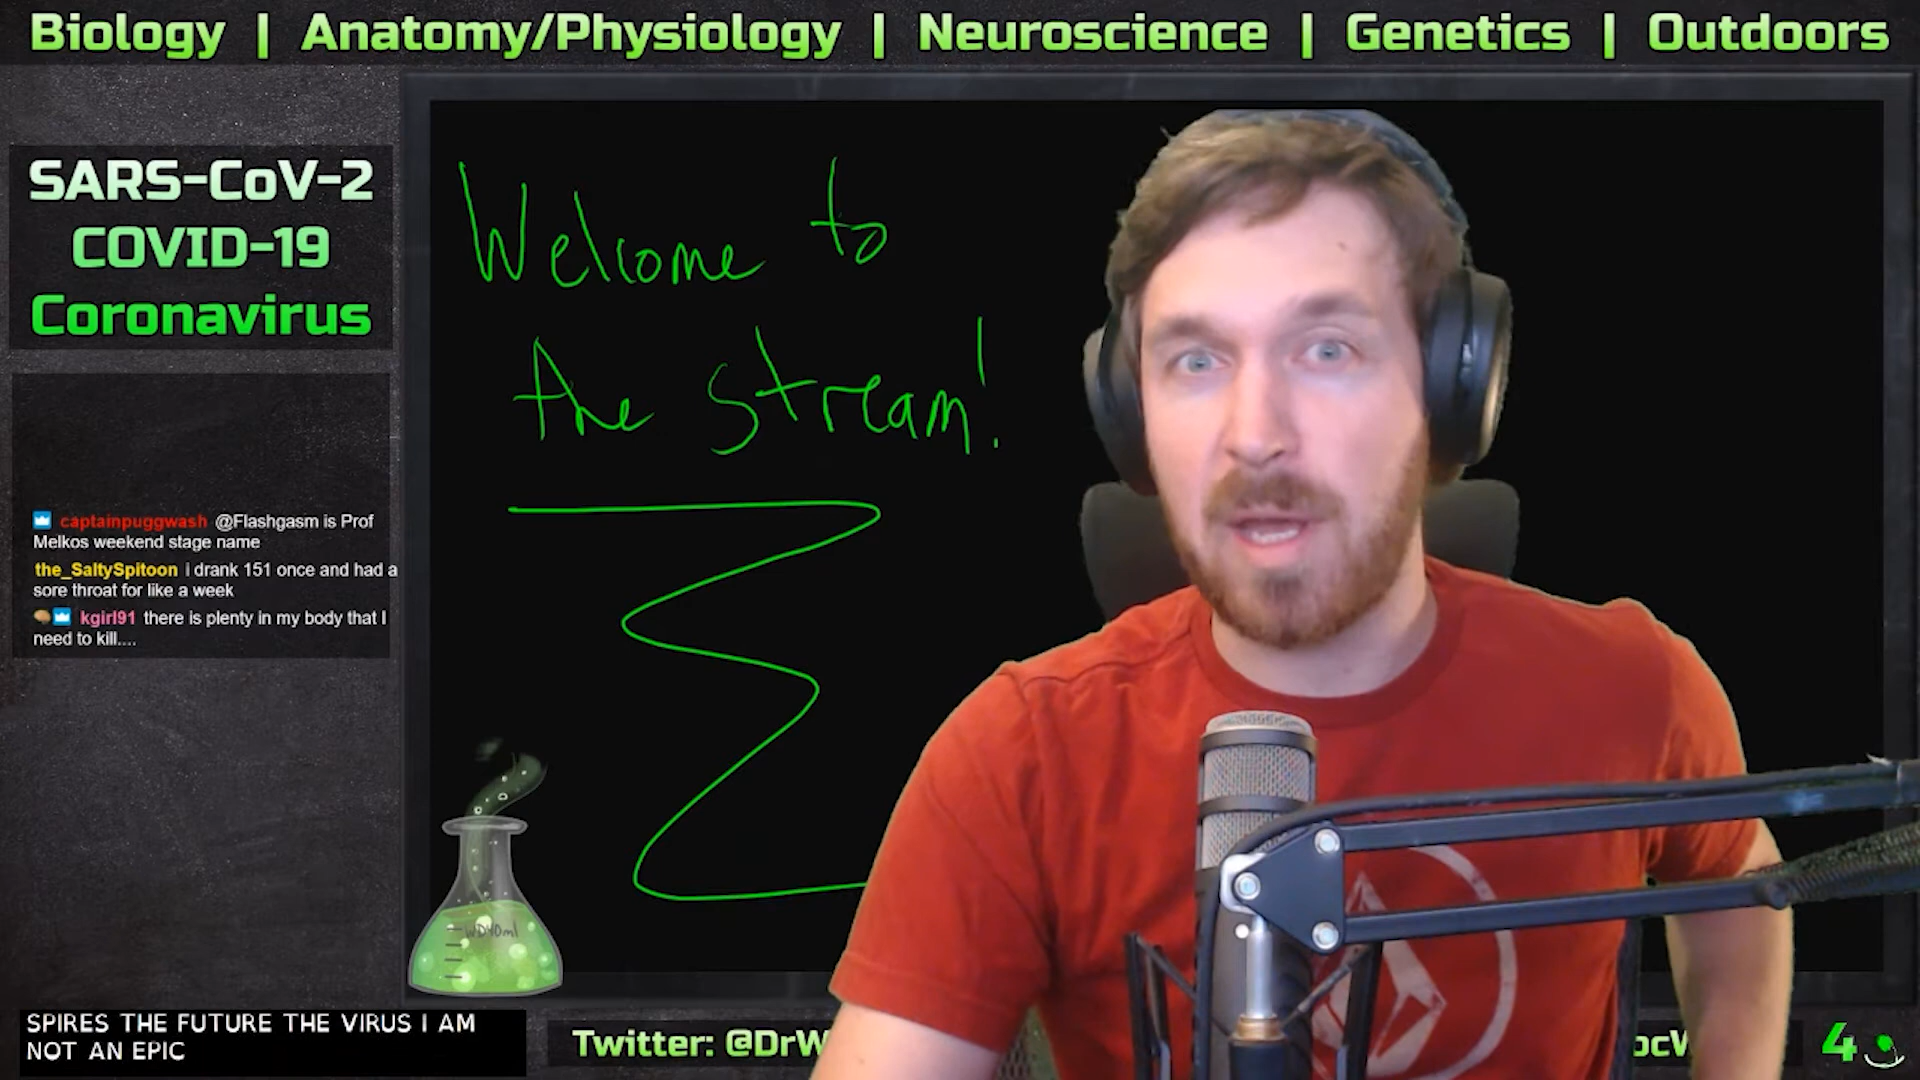 Biology | Anatomy/Physiology | Neuroscience | Genetics | Outdoors
SARS-CoV-2
COVID-19
Coronavirus
Welcome to
the stream!
captainpuggwash @Flashgasm is Prof
Melkos weekend stage name
the_SaltySpitoon i drank 151 once and had a
sore throat for like a week
kgirl91 there is plenty in my body that I
need to kill....
SPIRES THE FUTURE THE VIRUS I AM
NOT AN EPIC
Twitter: @DrW
ocW
4